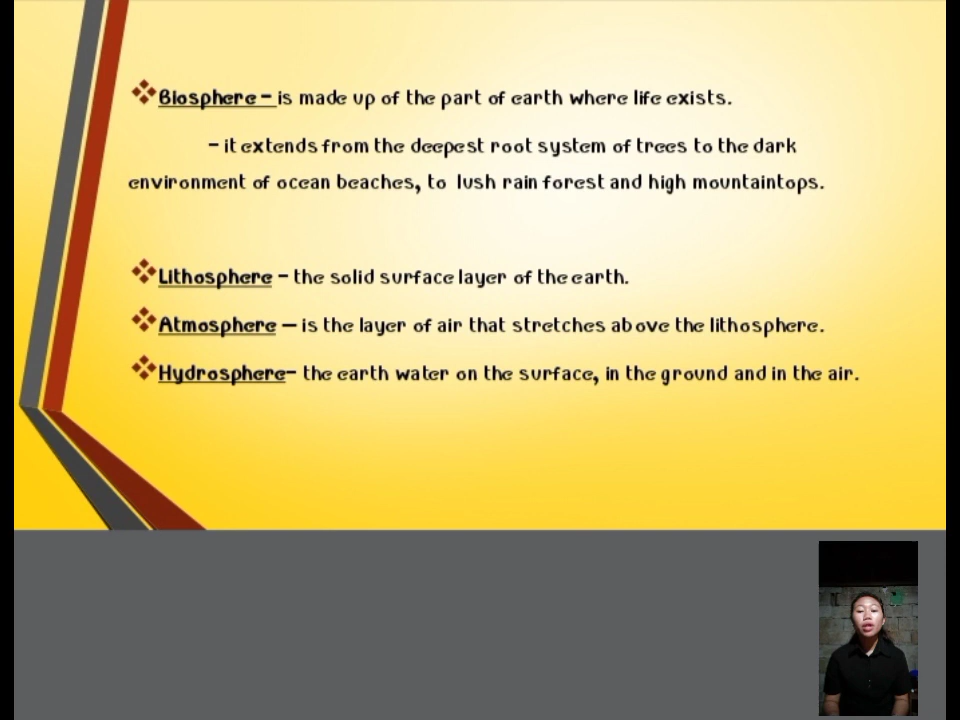 Biosphere - is made up of the part of earth where life exists.
- it extends from the deepest root system of trees to the dark
environment of ocean beaches, to lush rain forest and high mountaintops.
Lithosphere - the solid surface layer of the earth.
Atmosphere – is the layer of air that stretches above the lithosphere.
Hydrosphere- the earth water on the surface, in the ground and in the air.